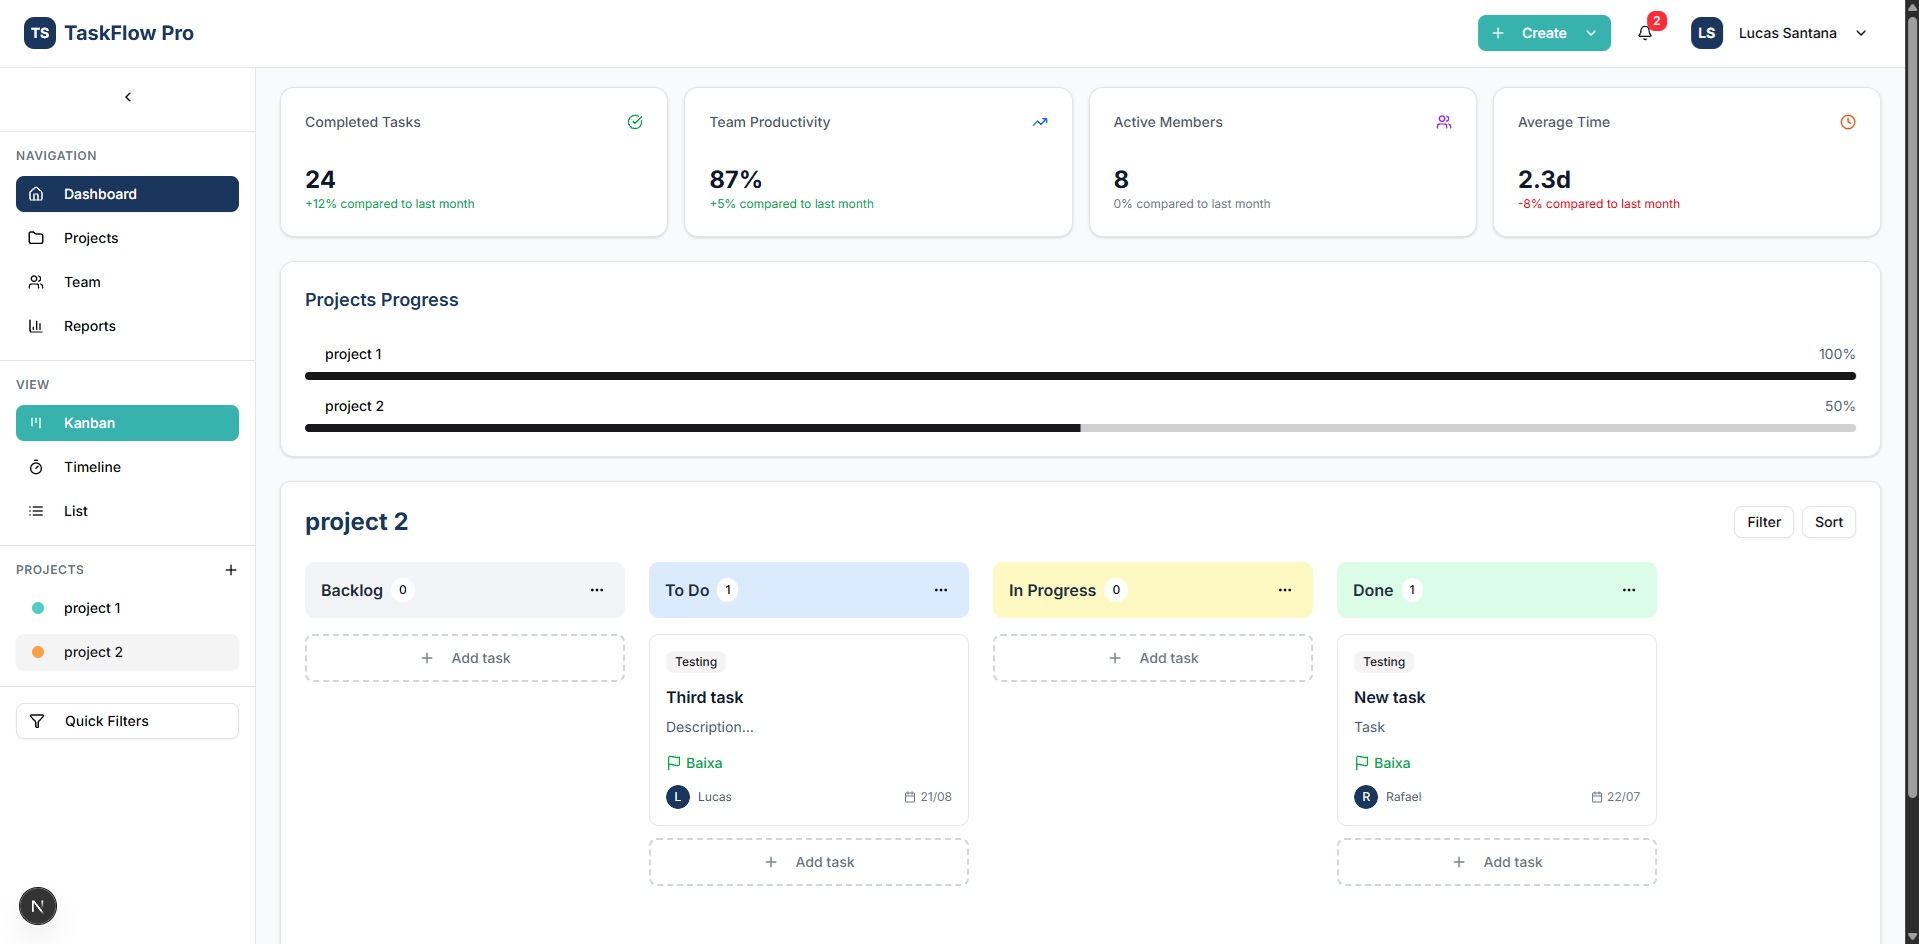 TS TaskFlow Pro
Create
2
LS Lucas Santana
NAVIGATION
Dashboard
Projects
Team
Reports
VIEW
Kanban
Timeline
List
PROJECTS
project 1
project 2
Quick Filters
N
Completed Tasks
24
+12% compared to last month
Team Productivity
87%
+5% compared to last month
Active Members
8
0% compared to last month
Average Time
2.3d
-8% compared to last month
Projects Progress
project 1 100%
project 2 50%
project 2
Filter Sort
Backlog 0
Add task
To Do 1
Testing
Third task
Description...
Baixa
L Lucas 21/08
Add task
In Progress 0
Add task
Done 1
Testing
New task
Task
Baixa
R Rafael 22/07
Add task